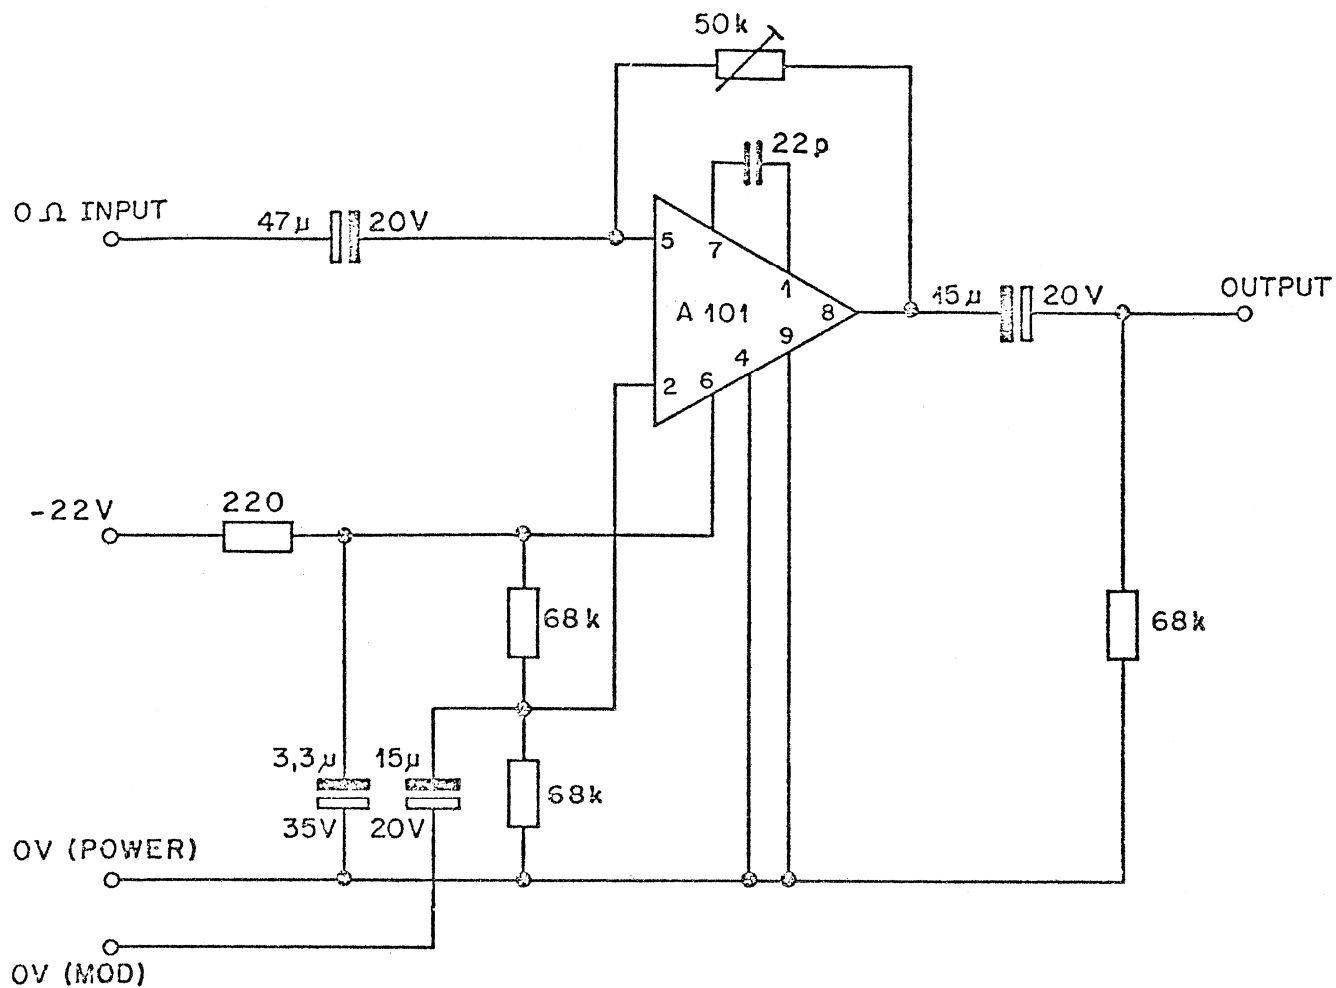 50k
22p
0Ω INPUT
47µ 20V
5
7
1
A 101
8
15µ 20V
OUTPUT
9
4
6
2
-22V
220
68k
68k
3,3µ 15µ
68k
35V 20V
0V (POWER)
0V (MOD)